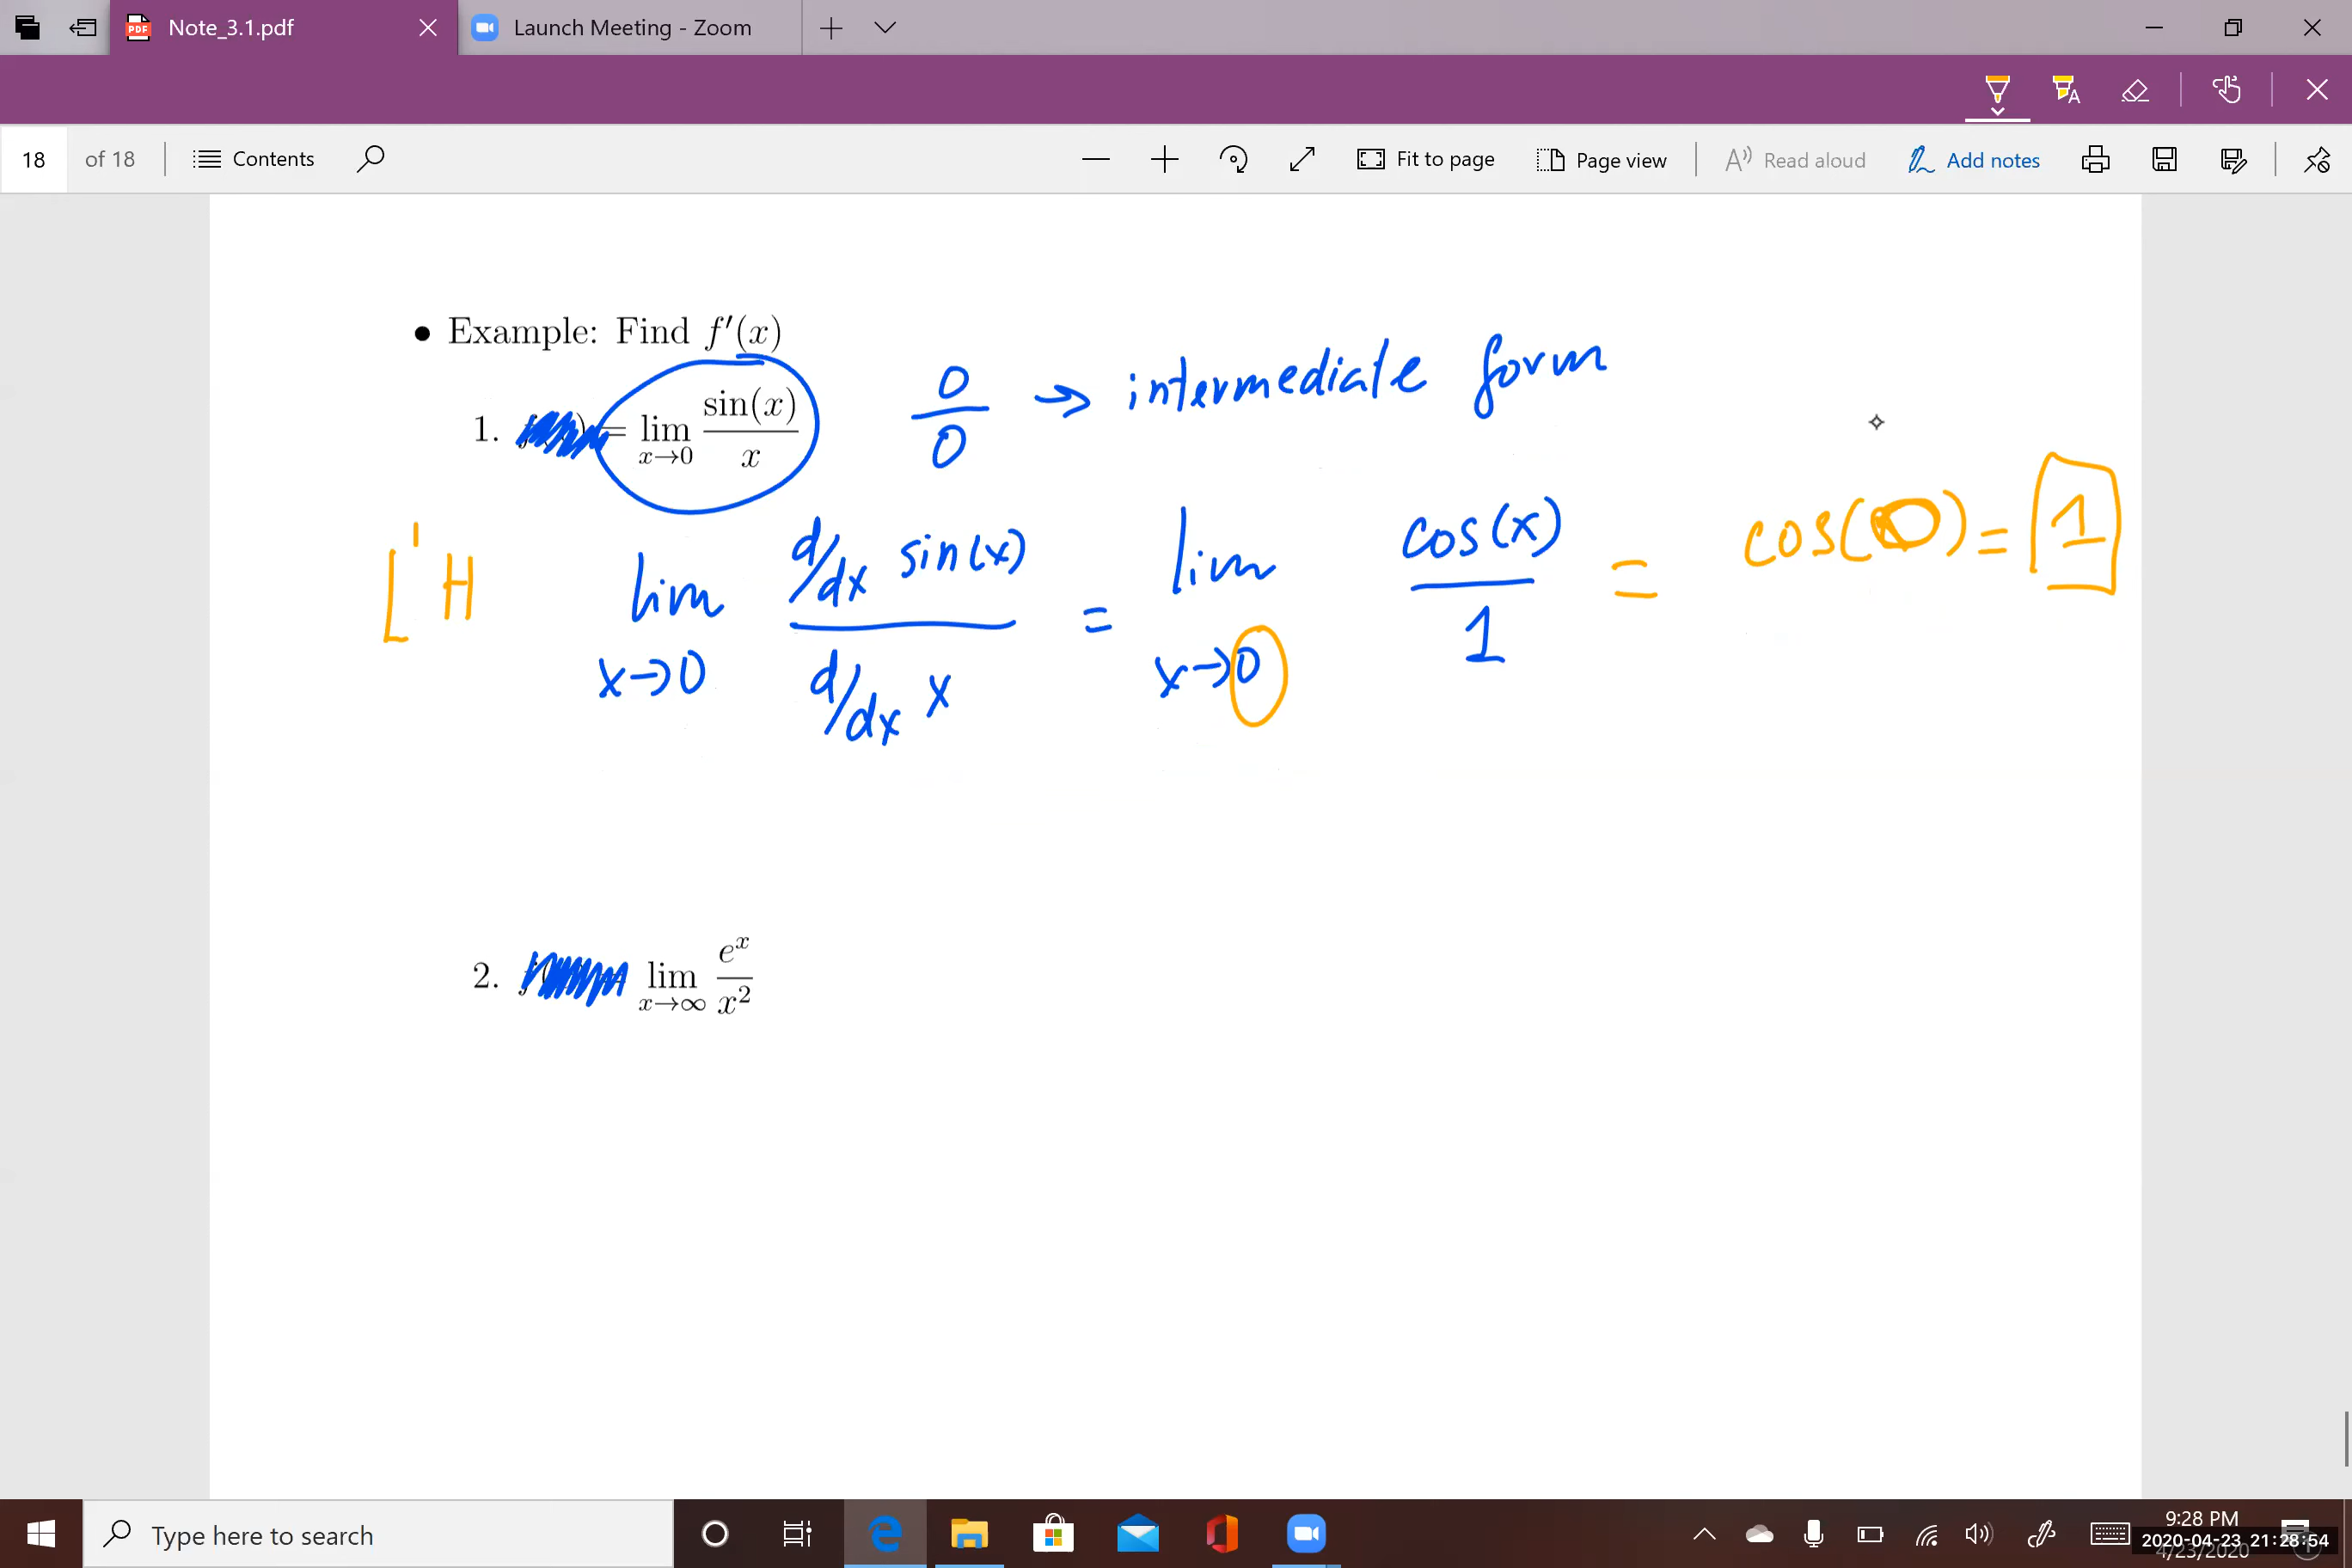 Note_3.1.pdf Launch Meeting - Zoom
18 of 18 Contents Fit to page Page view Read aloud Add notes
• Example: Find f′(x)
1. = lim x→0 sin(x)/x 0/0 → intermediate form
L'H lim x→0 d/dx sin(x) / d/dx x = lim x→0 cos(x)/1 = cos(0) = 1
2. lim x→∞ e^x/x^2
Type here to search
9:28 PM
2020-04-23 21:28:54
4/23/2020